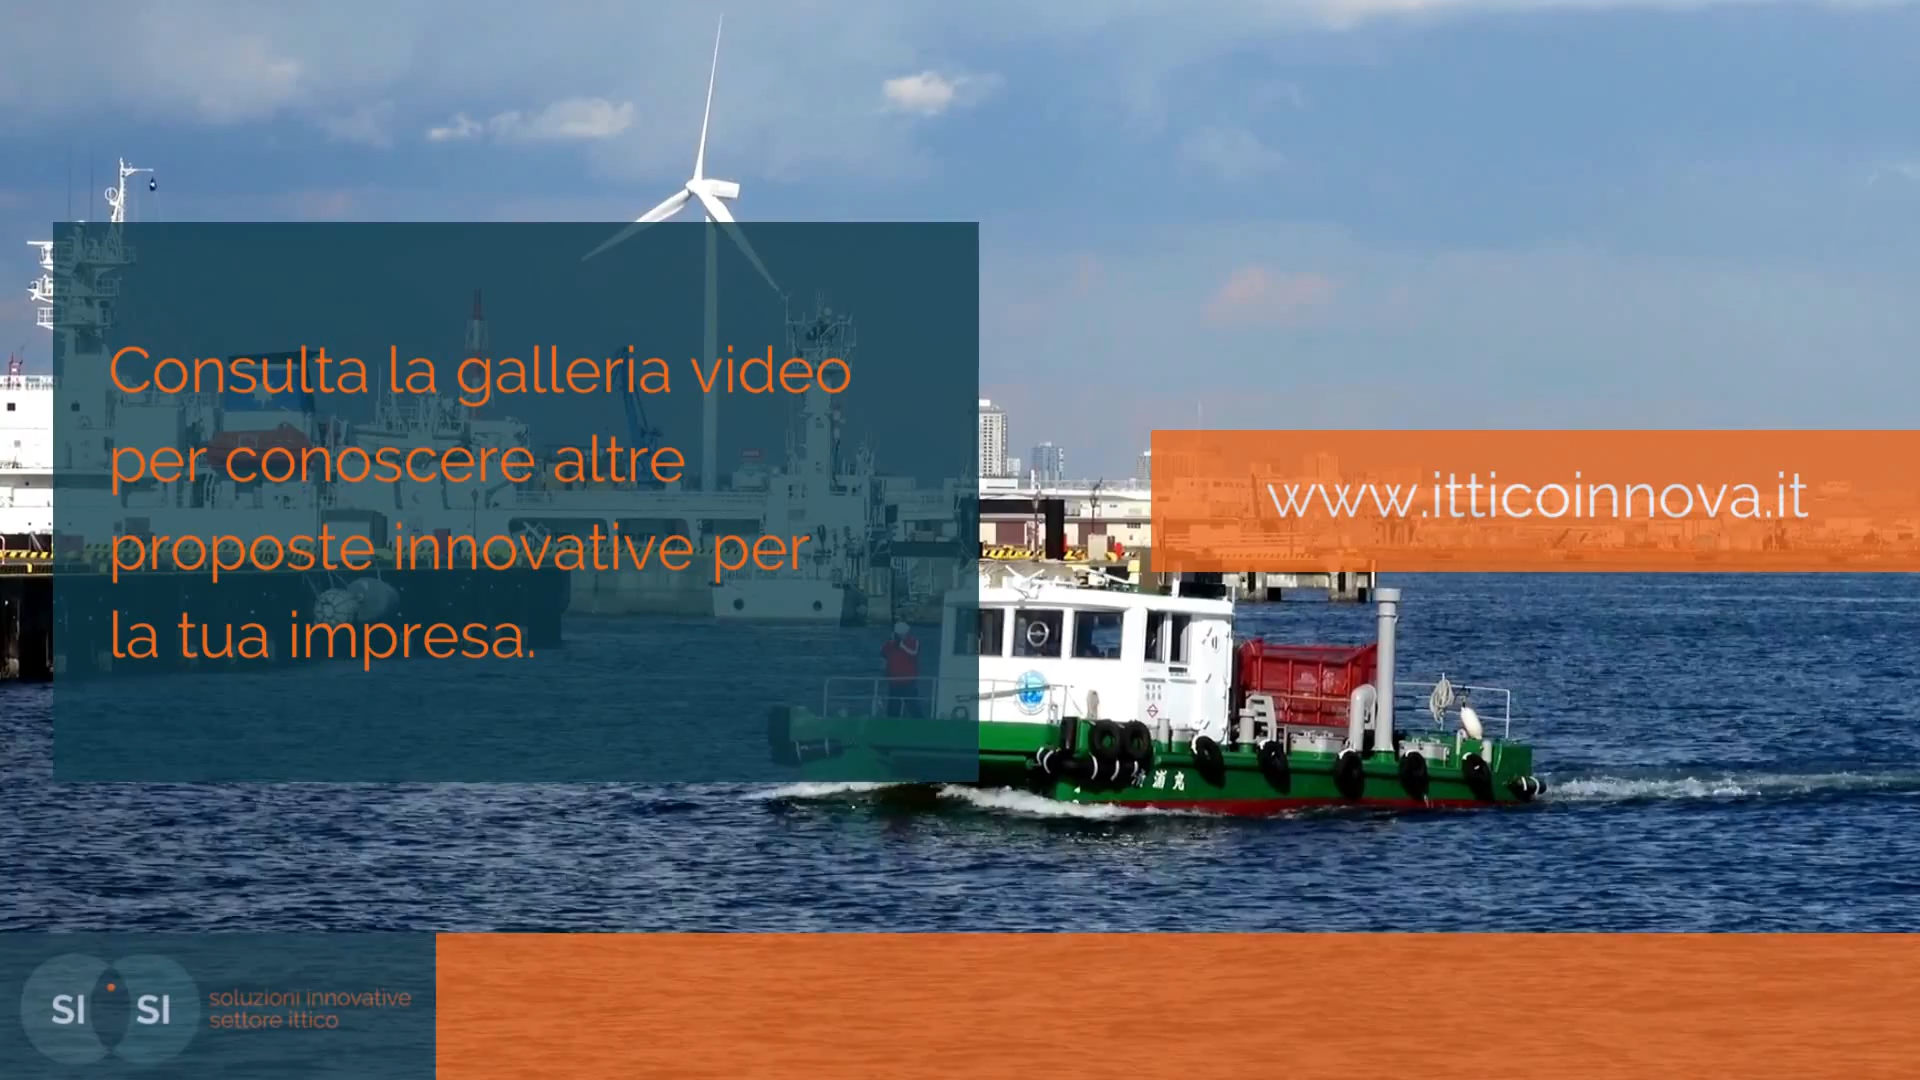 Consulta la galleria video
per conoscere altre
proposte innovative per
la tua impresa.
www.itticoinnova.it
SI SI
soluzioni innovative
settore ittico